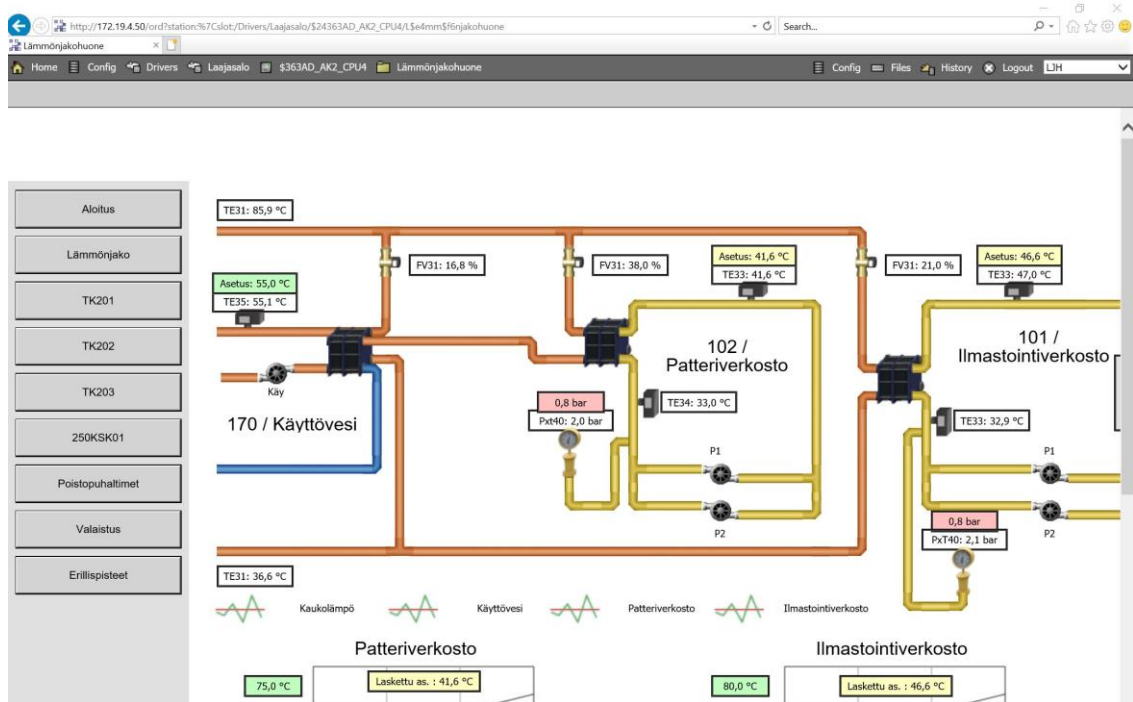 http://172.19.4.50/ord?station:%7Cslot:/Drivers/Laajasalo/$24363AD_AK2_CPU4/L$e4mm$f6njakohuone
Search...
Lämmönjakohuone
Home Config Drivers Laajasalo $363AD_AK2_CPU4 Lämmönjakohuone Config Files History Logout LJH
Aloitus
Lämmönjako
TK201
TK202
TK203
250KSK01
Poistopuhaltimet
Valaistus
Erillispisteet
TE31: 85,9 °C
FV31: 16,8 %
FV31: 38,0 %
FV31: 21,0 %
Asetus: 55,0 °C
TE35: 55,1 °C
Asetus: 41,6 °C
TE33: 41,6 °C
Asetus: 46,6 °C
TE33: 47,0 °C
Käy
170 / Käyttövesi
102 /
Patteriverkosto
101 /
Ilmastointiverkosto
0,8 bar
Pxt40: 2,0 bar
TE34: 33,0 °C
TE33: 32,9 °C
P1
P2
P1
P2
0,8 bar
PxT40: 2,1 bar
TE31: 36,6 °C
Kaukolämpö
Käyttövesi
Patteriverkosto
Ilmastointiverkosto
Patteriverkosto
75,0 °C
Laskettu as. : 41,6 °C
Ilmastointiverkosto
80,0 °C
Laskettu as. : 46,6 °C